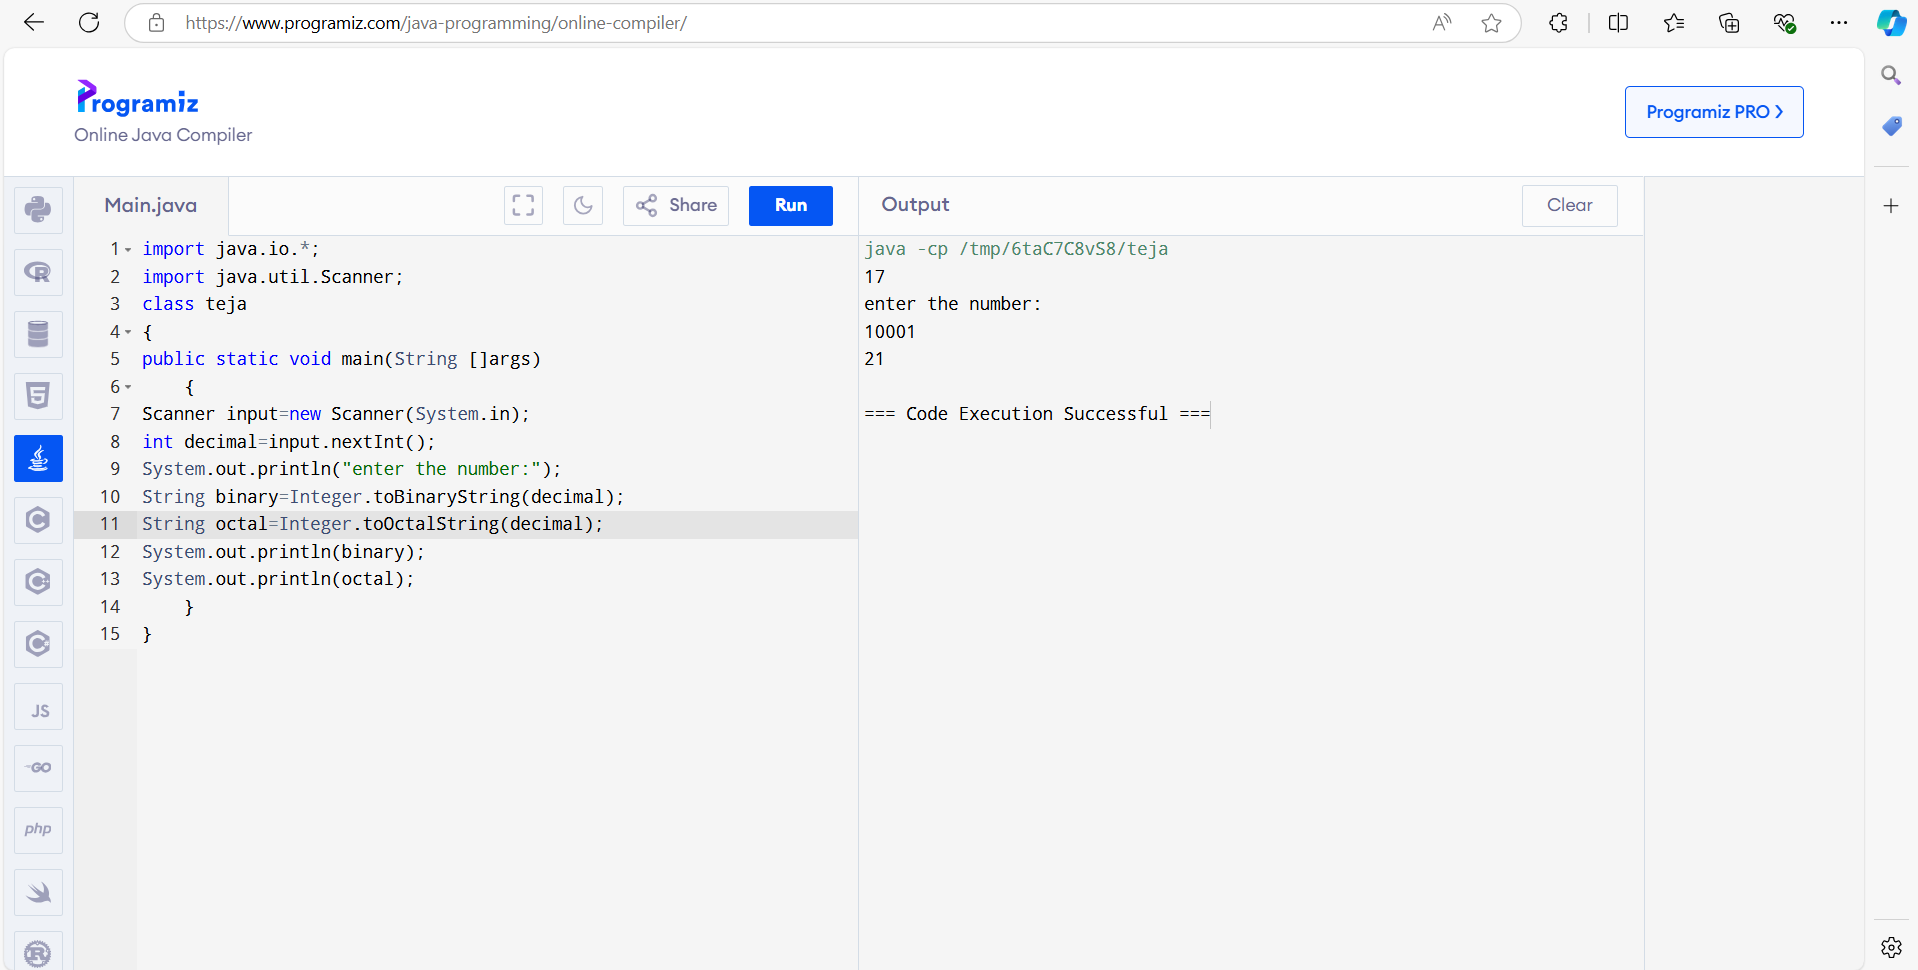 https://www.programiz.com/java-programming/online-compiler/
Programiz
Online Java Compiler
Programiz PRO
Main.java
Share
Run
Output
Clear
1 import java.io.*;
2 import java.util.Scanner;
3 class teja
4 {
5 public static void main(String []args)
6     {
7 Scanner input=new Scanner(System.in);
8 int decimal=input.nextInt();
9 System.out.println("enter the number:");
10 String binary=Integer.toBinaryString(decimal);
11 String octal=Integer.toOctalString(decimal);
12 System.out.println(binary);
13 System.out.println(octal);
14     }
15 }
java -cp /tmp/6taC7C8vS8/teja
17
enter the number:
10001
21
=== Code Execution Successful ===
JS
GO
php